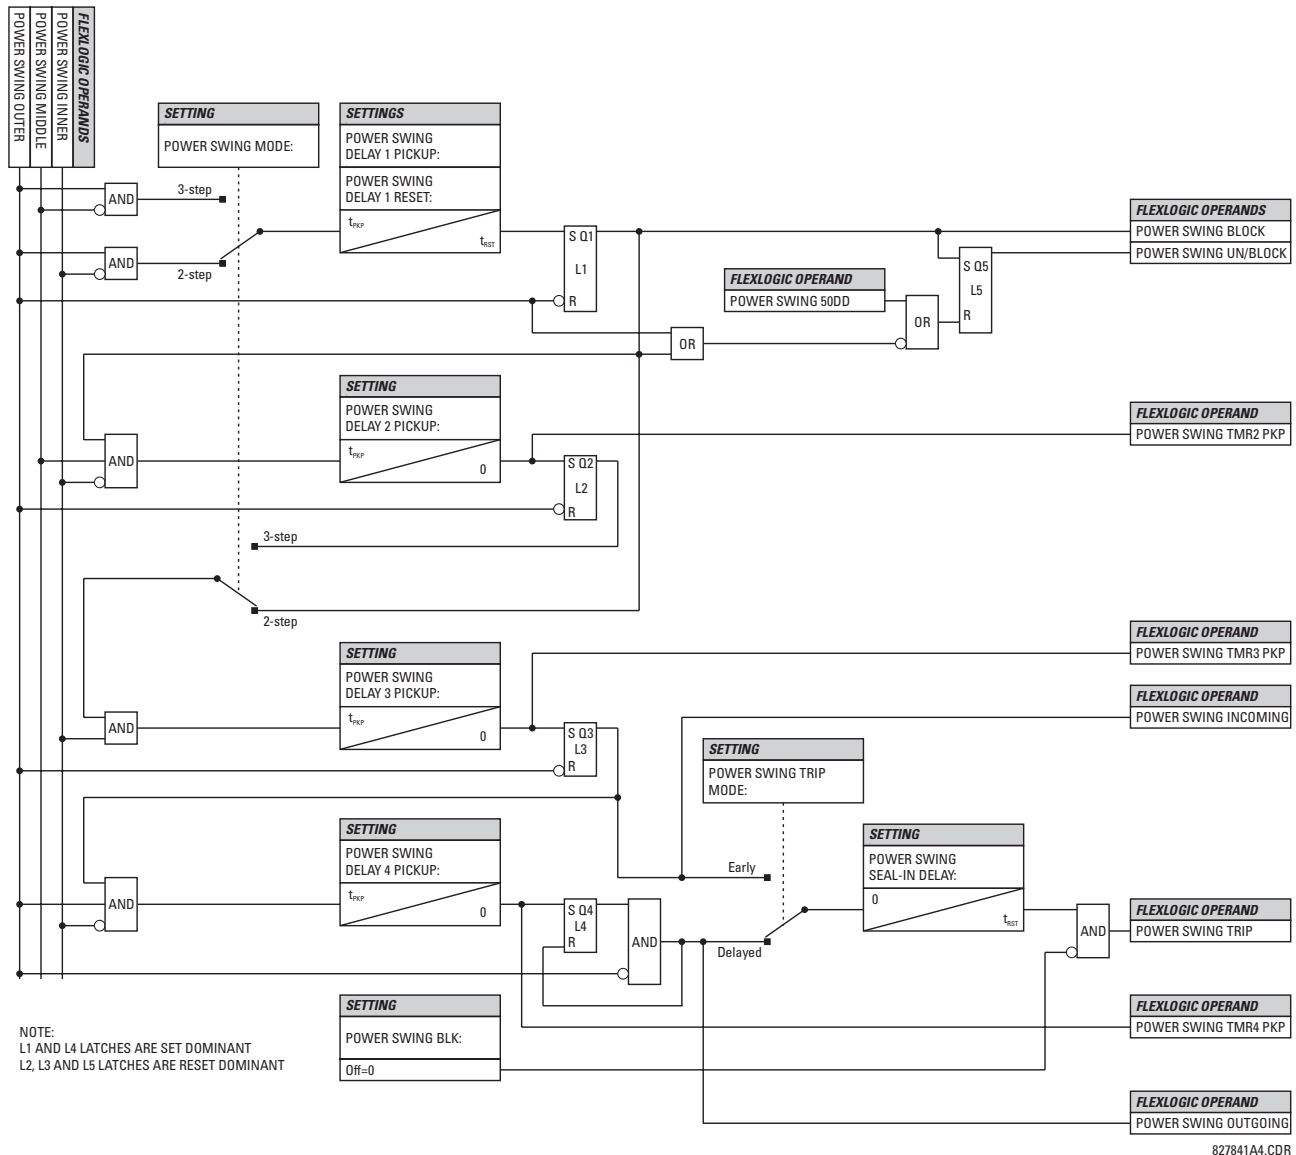 FLEXLOGIC OPERANDS
POWER SWING INNER
POWER SWING MIDDLE
POWER SWING OUTER
SETTING
POWER SWING MODE:
SETTINGS
POWER SWING
DELAY 1 PICKUP:
POWER SWING
DELAY 1 RESET:
tPKP
tRST
AND
3-step
AND
2-step
S Q1
L1
R
FLEXLOGIC OPERANDS
POWER SWING BLOCK
POWER SWING UN/BLOCK
FLEXLOGIC OPERAND
POWER SWING 50DD
S Q5
L5
R
OR
OR
SETTING
POWER SWING
DELAY 2 PICKUP:
tPKP
0
AND
S Q2
L2
R
FLEXLOGIC OPERAND
POWER SWING TMR2 PKP
3-step
2-step
SETTING
POWER SWING
DELAY 3 PICKUP:
tPKP
0
AND
S Q3
L3
R
FLEXLOGIC OPERAND
POWER SWING TMR3 PKP
FLEXLOGIC OPERAND
POWER SWING INCOMING
SETTING
POWER SWING TRIP
MODE:
SETTING
POWER SWING
DELAY 4 PICKUP:
tPKP
0
AND
S Q4
L4
R
AND
Early
Delayed
SETTING
POWER SWING
SEAL-IN DELAY:
0
tRST
AND
FLEXLOGIC OPERAND
POWER SWING TRIP
SETTING
POWER SWING BLK:
Off=0
FLEXLOGIC OPERAND
POWER SWING TMR4 PKP
NOTE:
L1 AND L4 LATCHES ARE SET DOMINANT
L2, L3 AND L5 LATCHES ARE RESET DOMINANT
FLEXLOGIC OPERAND
POWER SWING OUTGOING
827841A4.CDR